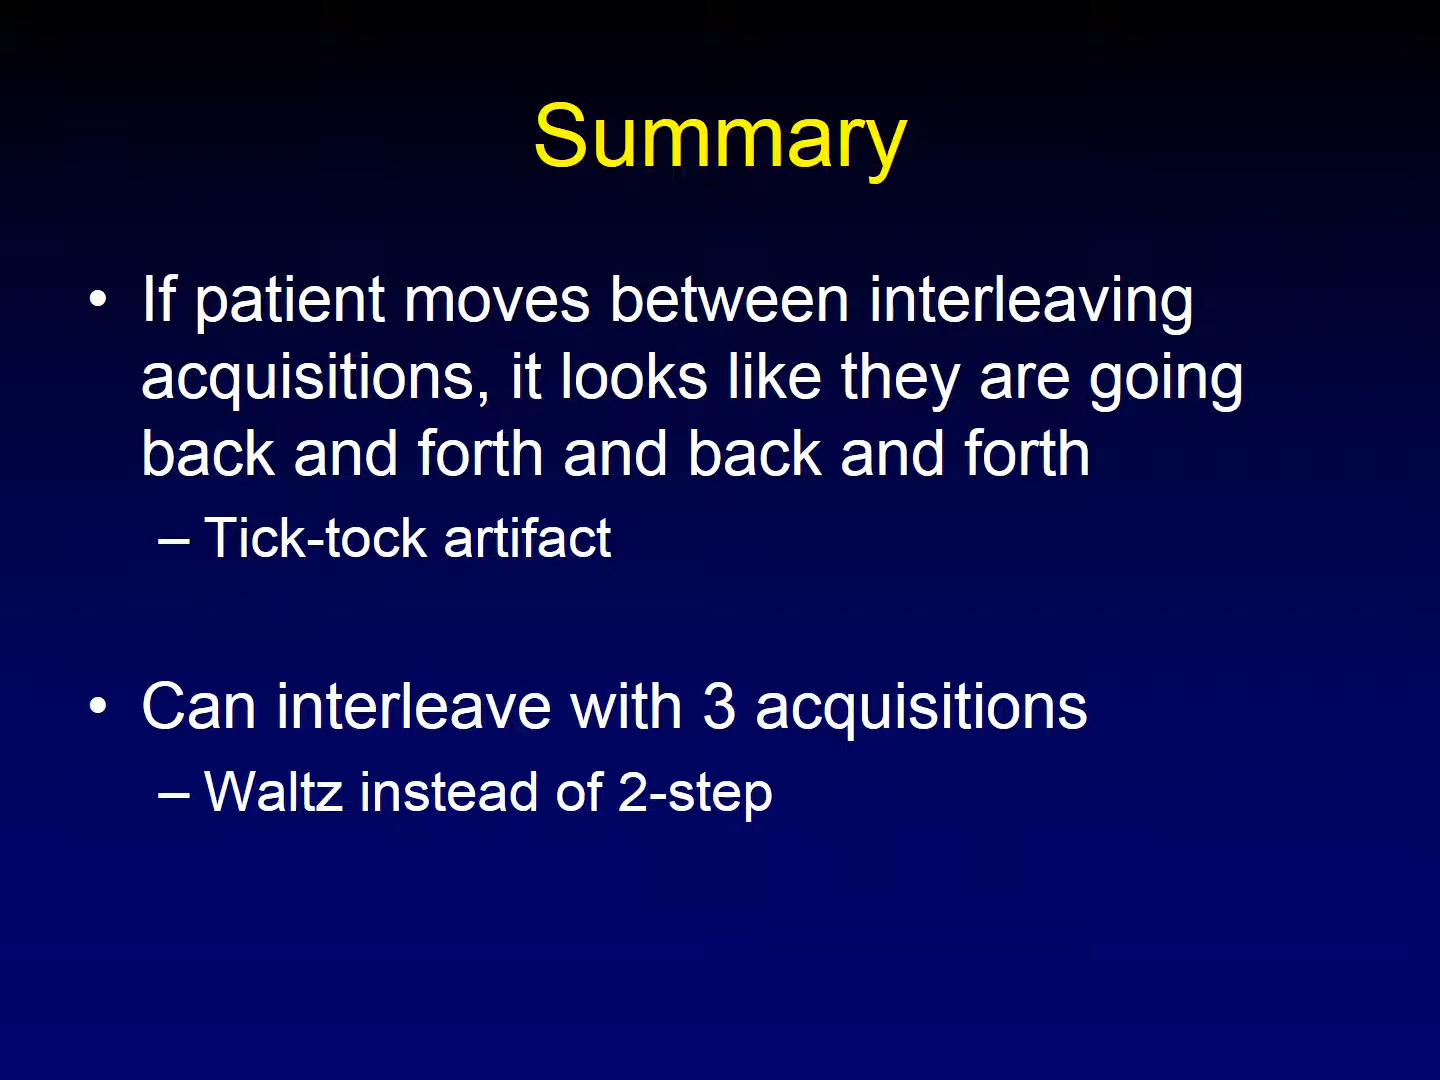 Summary
• If patient moves between interleaving
acquisitions, it looks like they are going
back and forth and back and forth
– Tick-tock artifact
• Can interleave with 3 acquisitions
– Waltz instead of 2-step